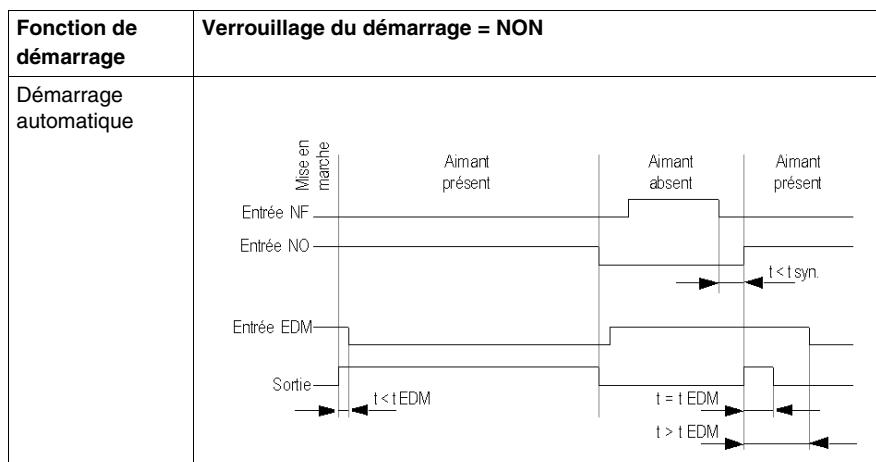 Fonction de
démarrage
Verrouillage du démarrage = NON
Démarrage
automatique
Mise en
marche
Aimant
présent
Aimant
absent
Aimant
présent
Entrée NF
Entrée NO
t < t syn.
Entrée EDM
Sortie
t < t EDM
t = t EDM
t > t EDM